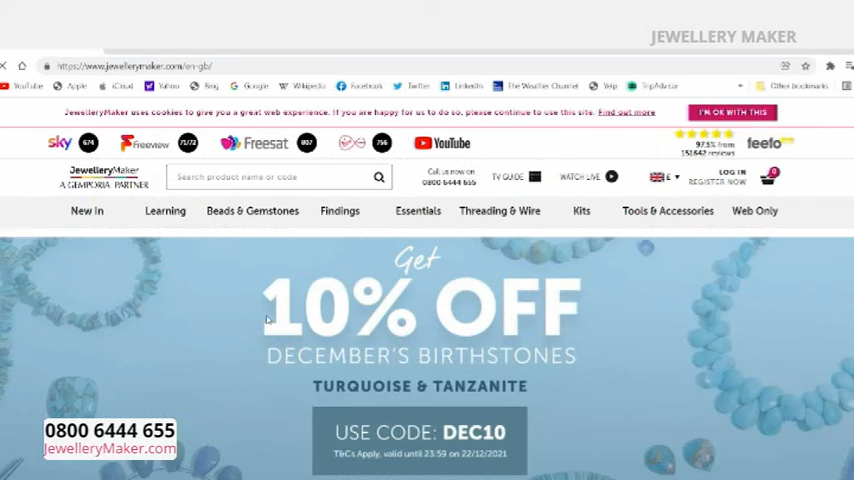 JEWELLERY MAKER
https://www.jewellerymaker.com/en-gb/
YouTube Apple iCloud Yahoo Bing Google Wikipedia Facebook Twitter LinkedIn The Weather Channel Yelp TripAdvisor Other bookmarks
JewelleryMaker uses cookies to give you a great web experience. If you are happy for us to do so, please continue to use this site. Find out more I'M OK WITH THIS
sky 674 Freeview 71/72 Freesat 807 756 YouTube 97.5% from 151642 reviews feefo
JewelleryMaker
A GEMPORIA PARTNER
Search product name or code
Call us now on
0800 6444 655
TV GUIDE WATCH LIVE £ LOG IN 0
REGISTER NOW
New In Learning Beads & Gemstones Findings Essentials Threading & Wire Kits Tools & Accessories Web Only
Get
10% OFF
DECEMBER'S BIRTHSTONES
TURQUOISE & TANZANITE
USE CODE: DEC10
T&Cs Apply, valid until 23:59 on 22/12/2021
0800 6444 655
JewelleryMaker.com